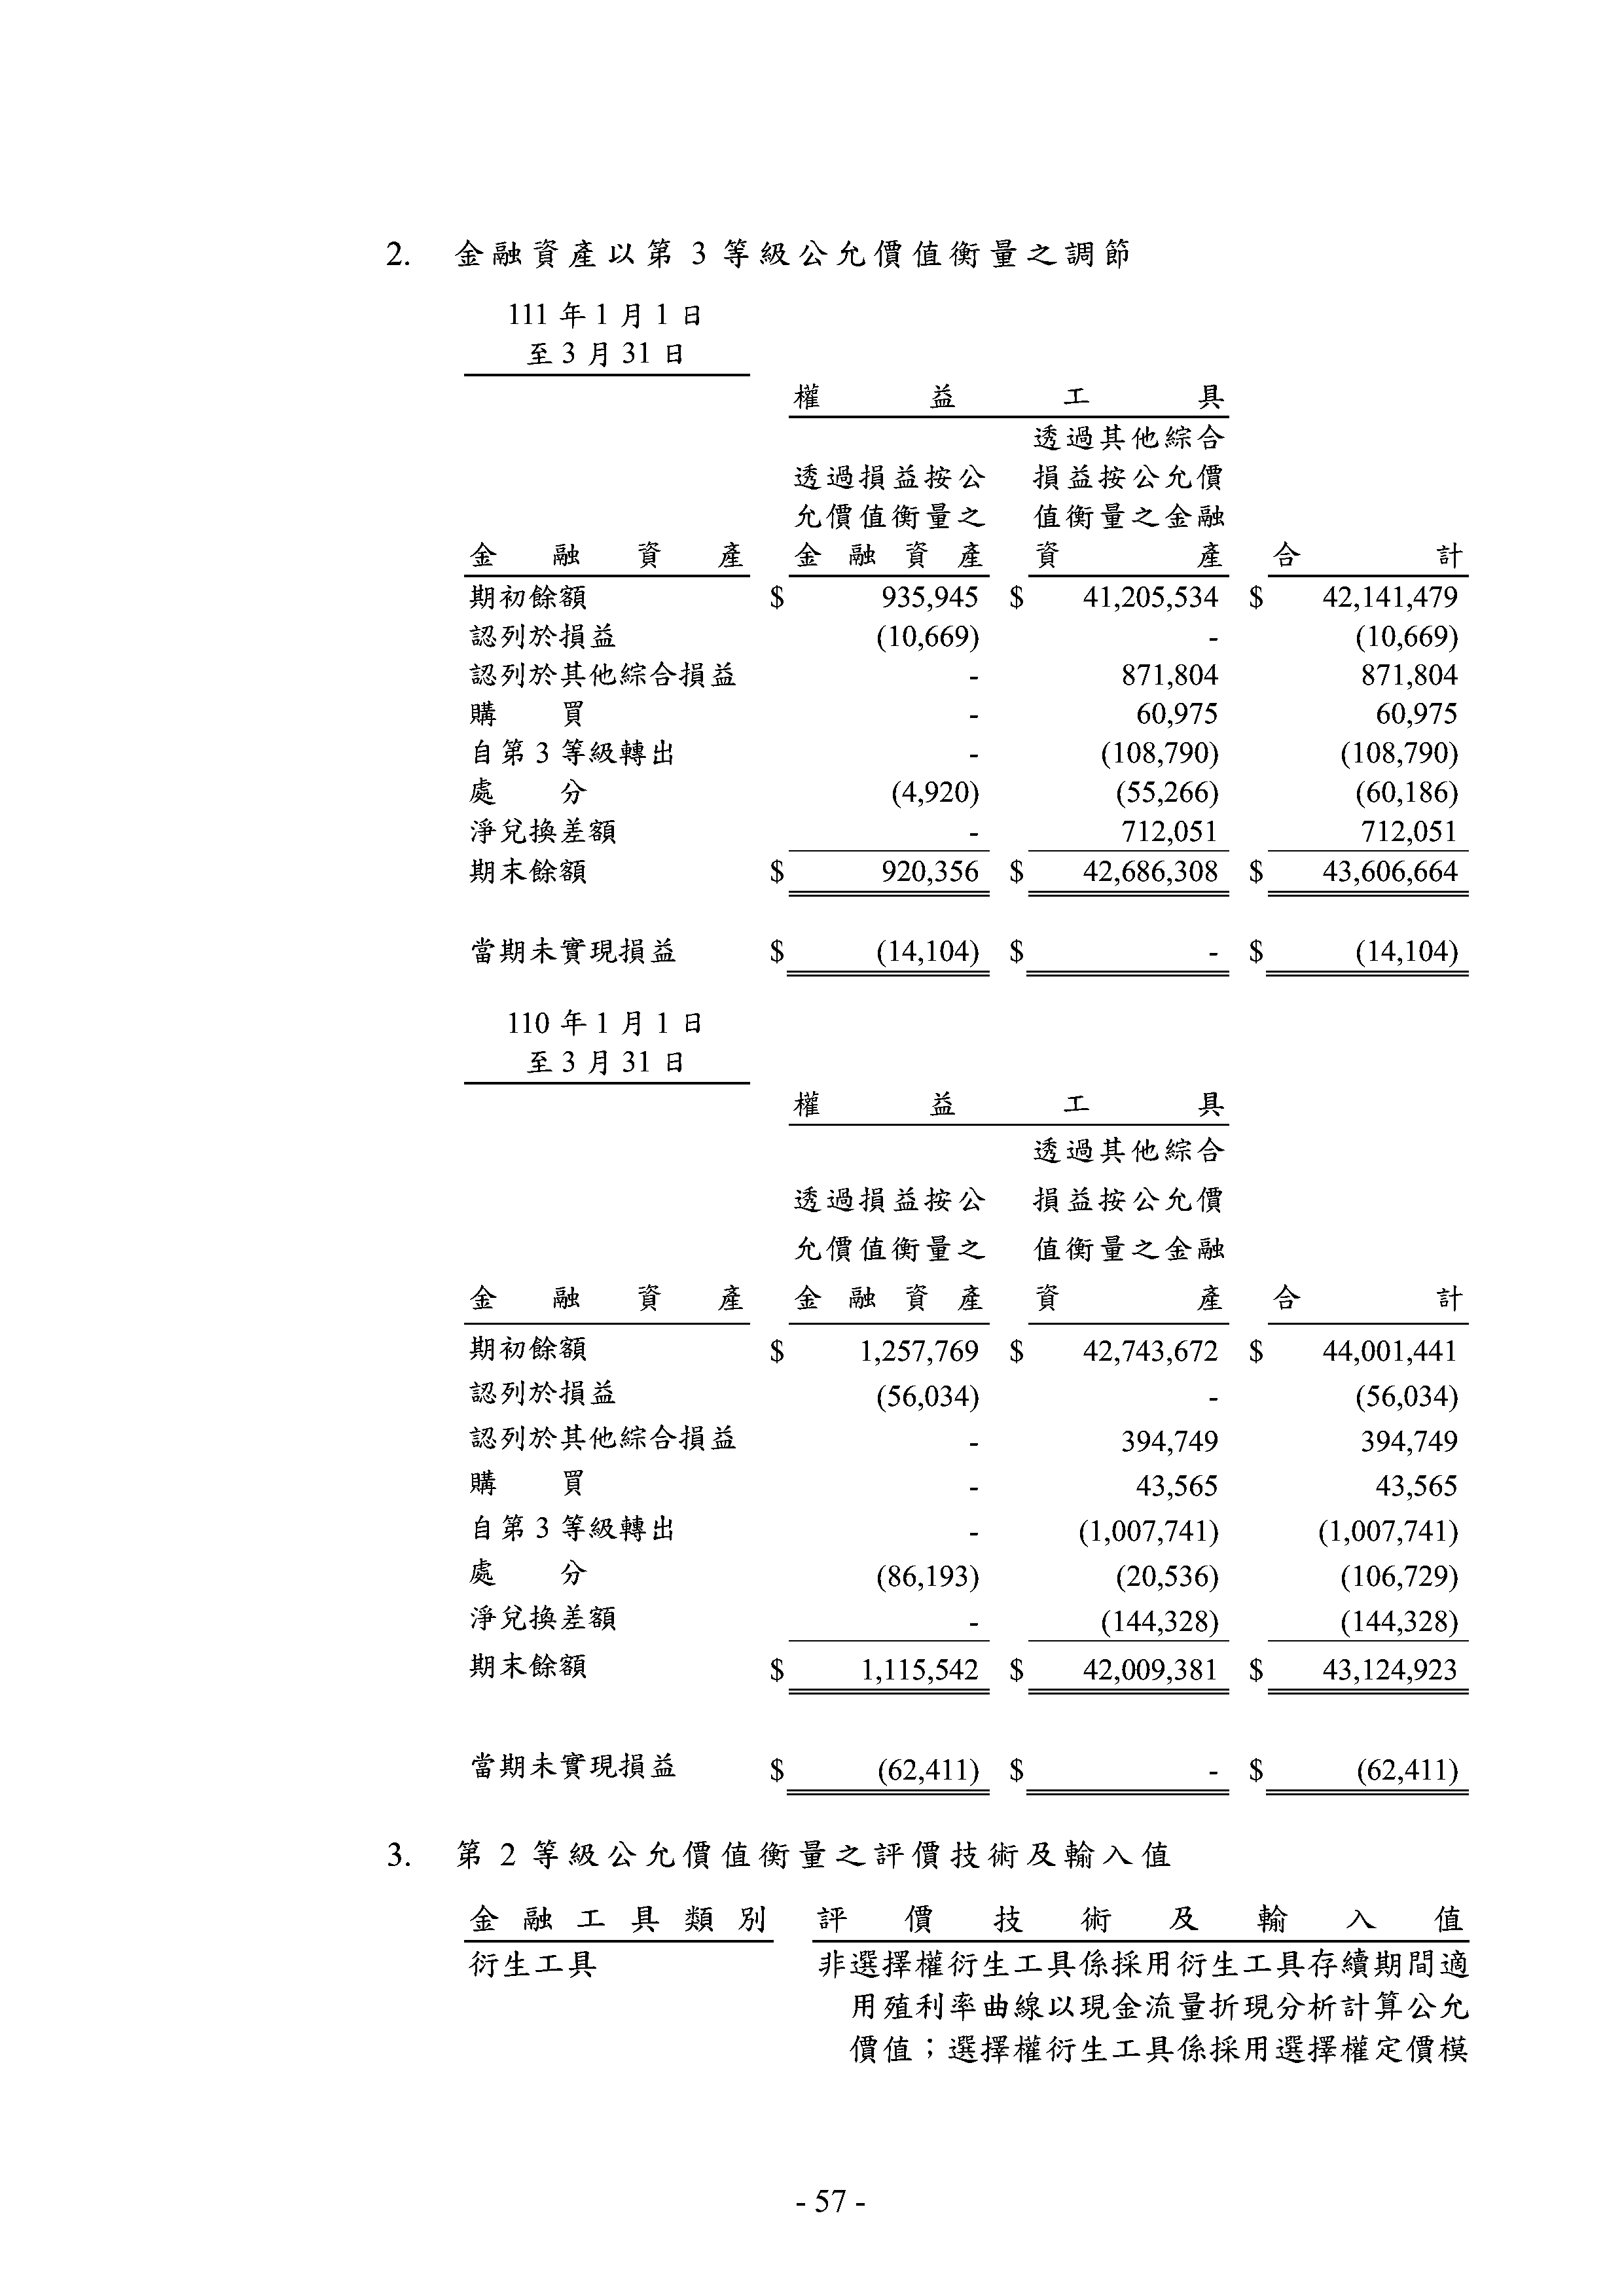 2. 金融資產以第 3 等級公允價值衡量之調節
111 年 1 月 1 日
至 3 月 31 日
權益工具
透過其他綜合
透過損益按公 損益按公允價
允價值衡量之 值衡量之金融
金融資產 金融資產 資產 合計
期初餘額 $ 935,945 $ 41,205,534 $ 42,141,479
認列於損益 (10,669) - (10,669)
認列於其他綜合損益 - 871,804 871,804
購買 - 60,975 60,975
自第 3 等級轉出 - (108,790) (108,790)
處分 (4,920) (55,266) (60,186)
淨兌換差額 - 712,051 712,051
期末餘額 $ 920,356 $ 42,686,308 $ 43,606,664
當期未實現損益 $ (14,104) $ - $ (14,104)
110 年 1 月 1 日
至 3 月 31 日
權益工具
透過其他綜合
透過損益按公 損益按公允價
允價值衡量之 值衡量之金融
金融資產 金融資產 資產 合計
期初餘額 $ 1,257,769 $ 42,743,672 $ 44,001,441
認列於損益 (56,034) - (56,034)
認列於其他綜合損益 - 394,749 394,749
購買 - 43,565 43,565
自第 3 等級轉出 - (1,007,741) (1,007,741)
處分 (86,193) (20,536) (106,729)
淨兌換差額 - (144,328) (144,328)
期末餘額 $ 1,115,542 $ 42,009,381 $ 43,124,923
當期未實現損益 $ (62,411) $ - $ (62,411)
3. 第 2 等級公允價值衡量之評價技術及輸入值
金融工具類別 評價技術及輸入值
衍生工具 非選擇權衍生工具係採用衍生工具存續期間適
用殖利率曲線以現金流量折現分析計算公允
價值；選擇權衍生工具係採用選擇權定價模
- 57 -